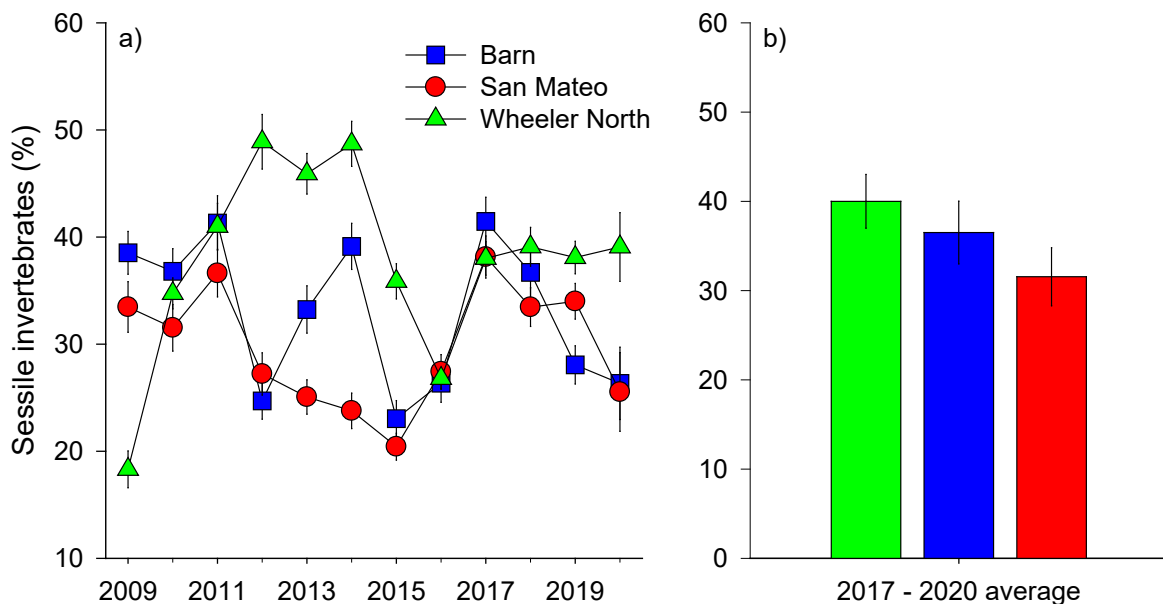 a)
Barn
San Mateo
Wheeler North
Sessile invertebrates (%)
60
50
40
30
20
10
2009 2011 2013 2015 2017 2019
b)
60
50
40
30
20
10
0
2017 - 2020 average